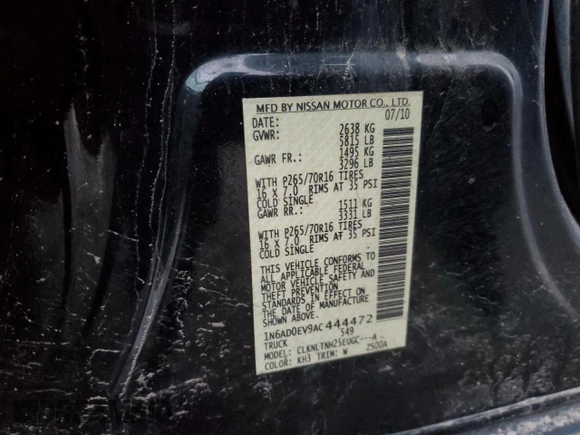 MFD BY NISSAN MOTOR CO., LTD.
DATE: 07/10
GVWR: 2638 KG
5815 LB
GAWR FR.: 1495 KG
3296 LB
WITH P265/70R16 TIRES
16 X 7.0 RIMS AT 35 PSI
COLD SINGLE
GAWR RR.: 1511 KG
3331 LB
WITH P265/70R16 TIRES
16 X 7.0 RIMS AT 35 PSI
COLD SINGLE
THIS VEHICLE CONFORMS TO
ALL APPLICABLE FEDERAL
MOTOR VEHICLE SAFETY AND
THEFT PREVENTION
STANDARDS IN EFFECT ON
THE DATE OF MANUFACTURE
1N6AD0EV9AC444472
TRUCK S49
MODEL: CLKNLTNH25EUGC---A
COLOR: KH3 TRIM: W 2S00A